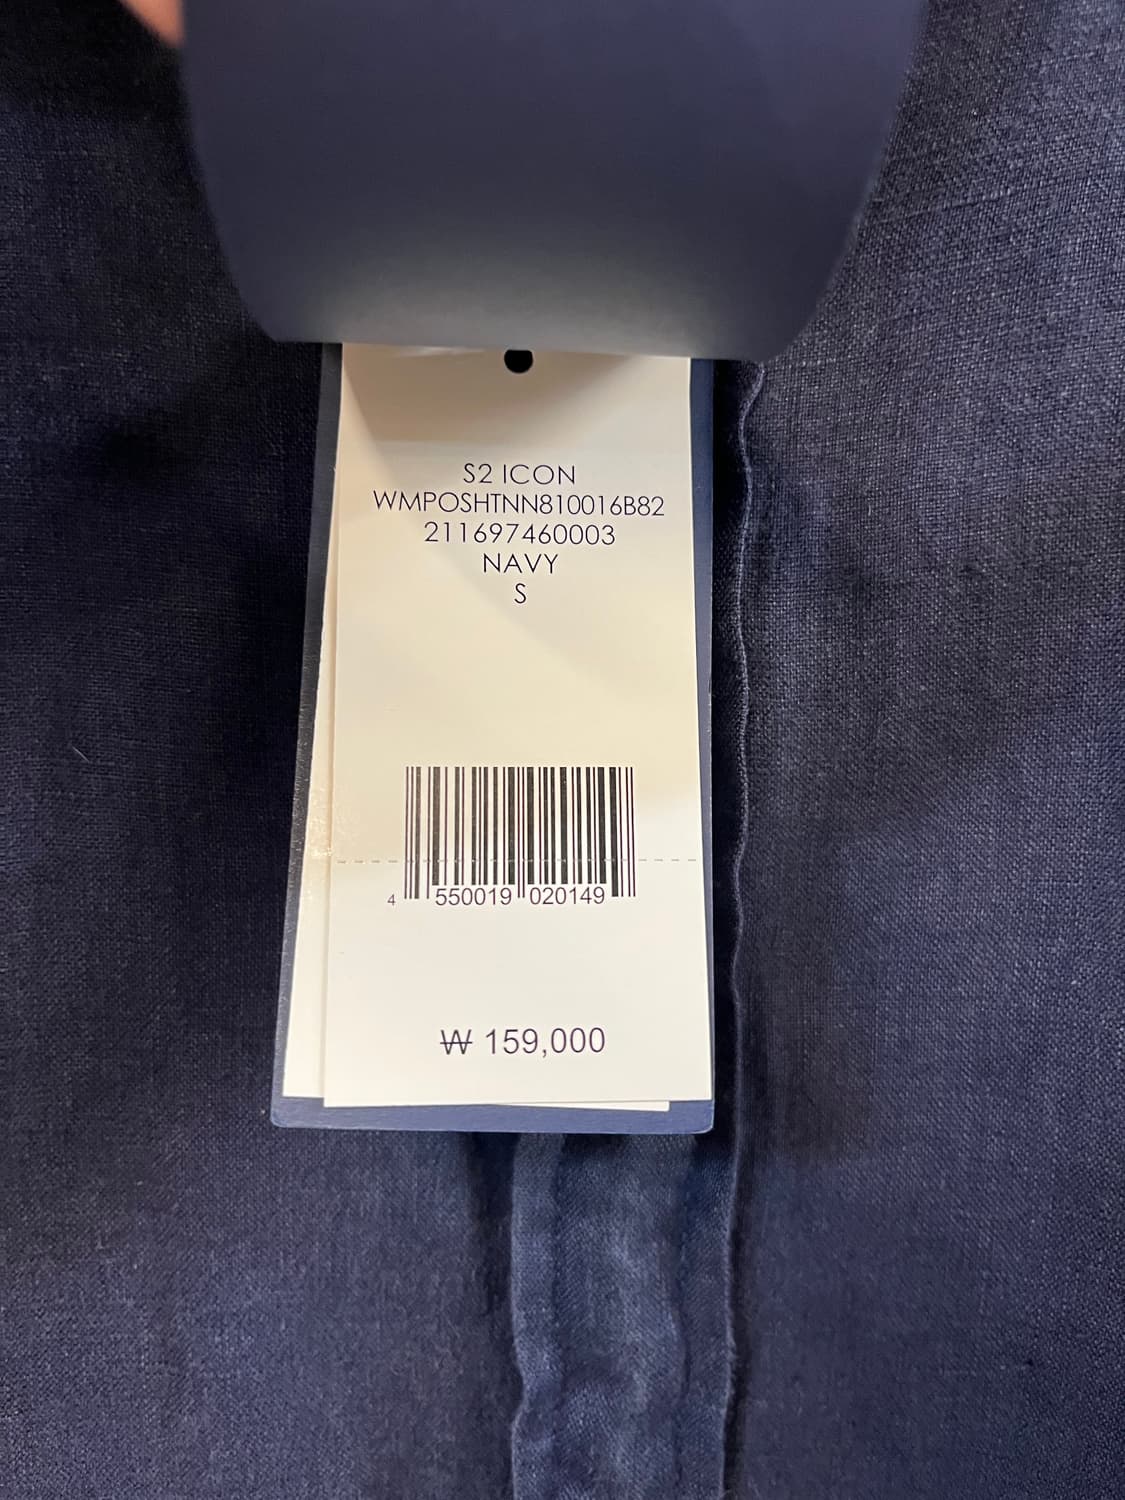 S2 ICON
WMPOSHTNN810016B82
211697460003
NAVY
S
4 550019 020149
₩ 159,000